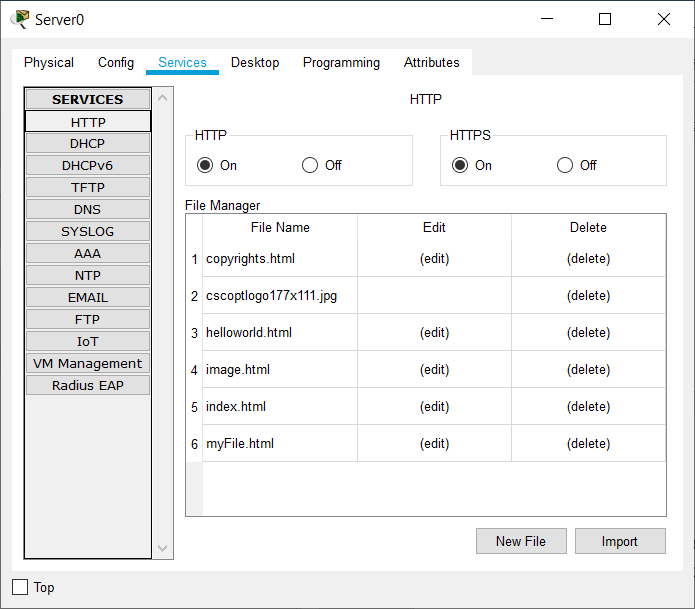 Server0
Physical Config Services Desktop Programming Attributes
SERVICES
HTTP
DHCP
DHCPv6
TFTP
DNS
SYSLOG
AAA
NTP
EMAIL
FTP
IoT
VM Management
Radius EAP
HTTP
HTTP
On Off
HTTPS
On Off
File Manager
File Name Edit Delete
1 copyrights.html (edit) (delete)
2 cscoptlogo177x111.jpg (delete)
3 helloworld.html (edit) (delete)
4 image.html (edit) (delete)
5 index.html (edit) (delete)
6 myFile.html (edit) (delete)
New File Import
Top